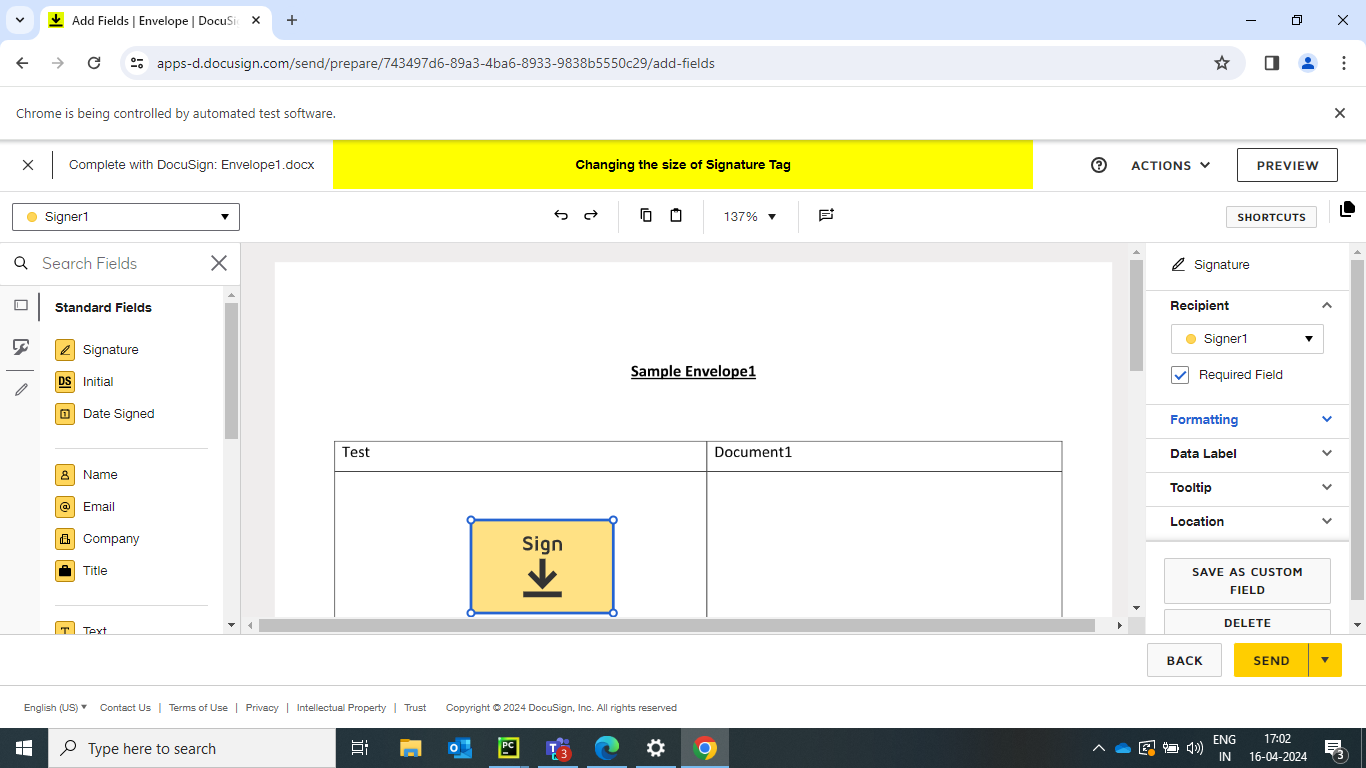 Add Fields | Envelope | DocuSi
apps-d.docusign.com/send/prepare/743497d6-89a3-4ba6-8933-9838b5550c29/add-fields
Chrome is being controlled by automated test software.
Complete with DocuSign: Envelope1.docx
Changing the size of Signature Tag
ACTIONS
PREVIEW
Signer1
137%
SHORTCUTS
Search Fields
Standard Fields
Signature
DS Initial
1 Date Signed
Name
@ Email
Company
Title
T Text
Sample Envelope1
Test
Document1
Sign
Signature
Recipient
Signer1
Required Field
Formatting
Data Label
Tooltip
Location
SAVE AS CUSTOM
FIELD
DELETE
BACK
SEND
English (US) | Contact Us | Terms of Use | Privacy | Intellectual Property | Trust Copyright © 2024 DocuSign, Inc. All rights reserved
Type here to search
PC
3
ENG
IN
17:02
16-04-2024
3